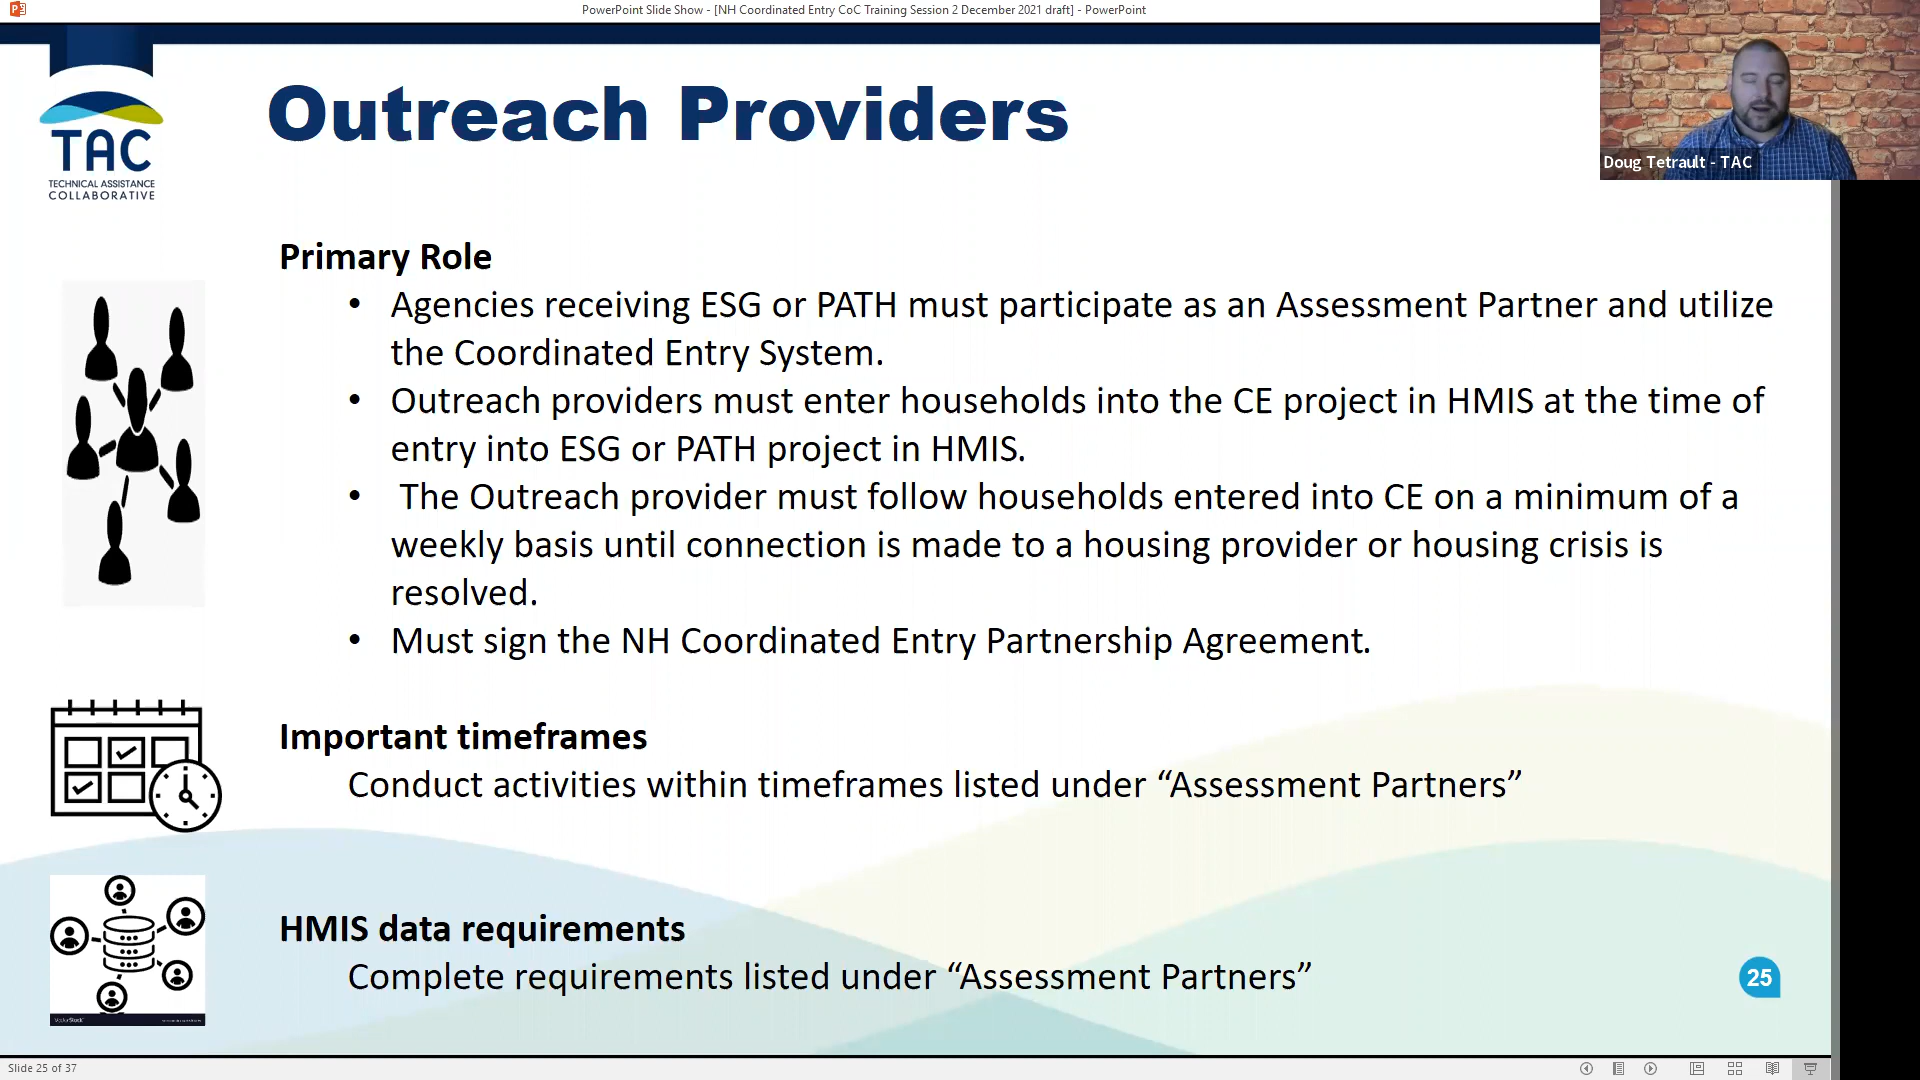 PowerPoint Slide Show - [NH Coordinated Entry CoC Training Session 2 December 2021 draft] - PowerPoint
Doug Tetrault - TAC
TAC
TECHNICAL ASSISTANCE
COLLABORATIVE
Outreach Providers
Primary Role
• Agencies receiving ESG or PATH must participate as an Assessment Partner and utilize
the Coordinated Entry System.
• Outreach providers must enter households into the CE project in HMIS at the time of
entry into ESG or PATH project in HMIS.
• The Outreach provider must follow households entered into CE on a minimum of a
weekly basis until connection is made to a housing provider or housing crisis is
resolved.
• Must sign the NH Coordinated Entry Partnership Agreement.
Important timeframes
Conduct activities within timeframes listed under “Assessment Partners”
HMIS data requirements
Complete requirements listed under “Assessment Partners”
25
VectorStock
Slide 25 of 37